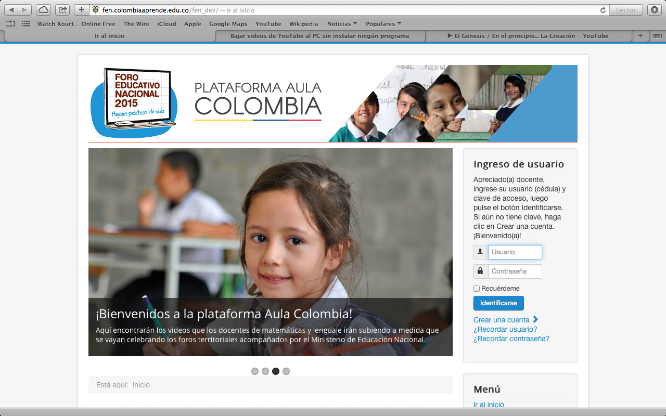 fen.colombiaaprende.edu.co/fen_dev/ — Ir al inicio
Lector
Watch Kourt... Online Free The Wire iCloud Apple Google Maps YouTube Wikipedia Noticias Populares
Ir al inicio
Bajar videos de YouTube al PC sin instalar ningún programa
El Génesis / En el principio... La Creación - YouTube
FORO
EDUCATIVO
NACIONAL
2015
Mejores prácticas de aula
PLATAFORMA AULA
COLOMBIA
¡Bienvenidos a la plataforma Aula Colombia!
Aquí encontrarán los videos que los docentes de matemáticas y lenguaje irán subiendo a medida que
se vayan celebrando los foros territoriales acompañados por el Ministerio de Educación Nacional.
Está aquí: Inicio
Ingreso de usuario
Apreciado(a) docente,
ingrese su usuario (cédula) y
clave de acceso, luego
pulse el botón Identificarse.
Si aún no tiene clave, haga
clic en Crear una cuenta.
¡Bienvenido(a)!
Usuario
Contraseña
Recuérdeme
Identificarse
Crear una cuenta
¿Recordar usuario?
¿Recordar contraseña?
Menú
Ir al inicio